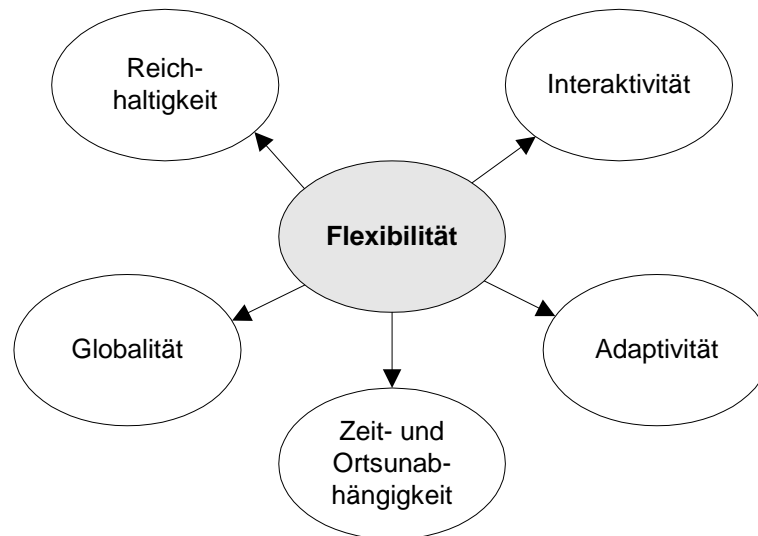 Reich-
haltigkeit
Interaktivität
Flexibilität
Globalität
Adaptivität
Zeit- und
Ortsunab-
hängigkeit